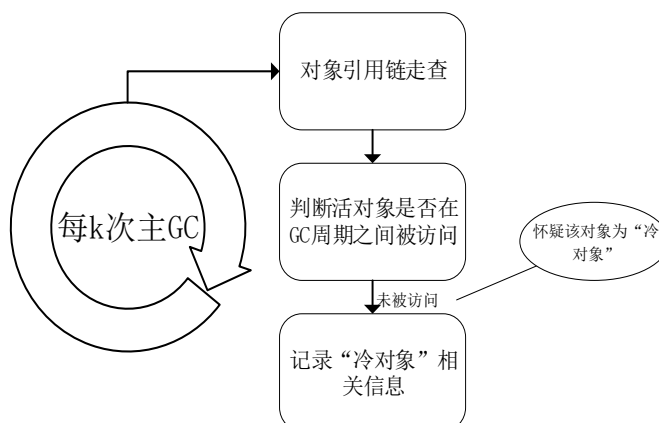 对象引用链走查
每k次主GC
判断活对象是否在
GC周期之间被访问
怀疑该对象为“冷
对象”
未被访问
记录“冷对象”相
关信息